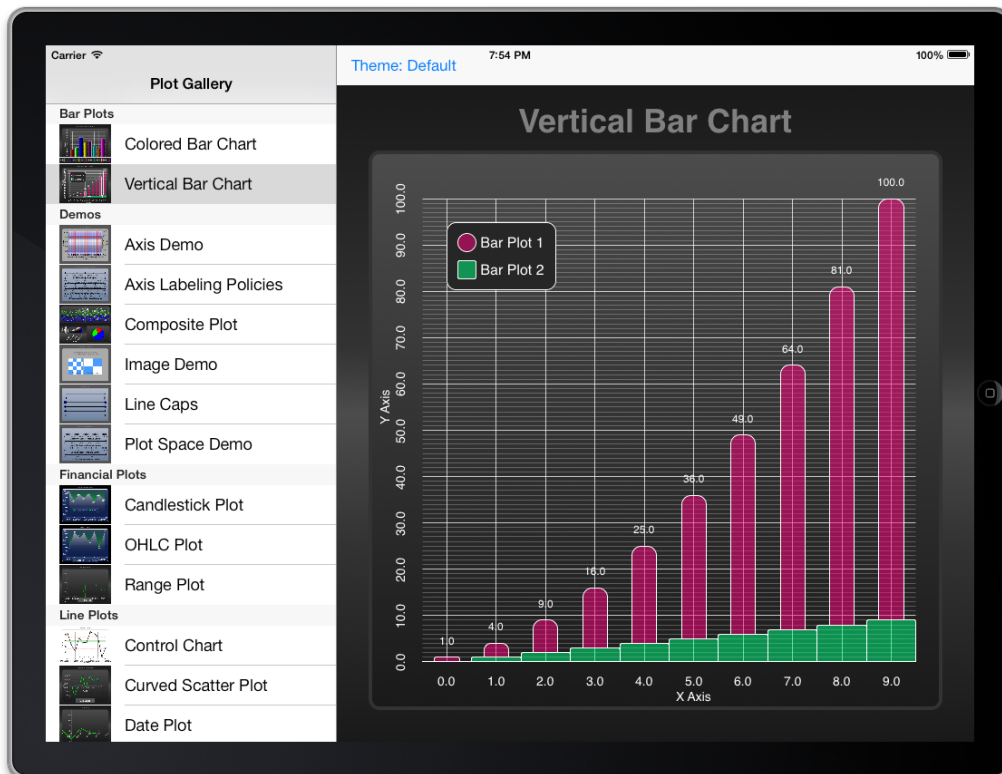 Carrier
7:54 PM
100%
Plot Gallery
Theme: Default
Bar Plots
Colored Bar Chart
Vertical Bar Chart
Demos
Axis Demo
Axis Labeling Policies
Composite Plot
Image Demo
Line Caps
Plot Space Demo
Financial Plots
Candlestick Plot
OHLC Plot
Range Plot
Line Plots
Control Chart
Curved Scatter Plot
Date Plot
Vertical Bar Chart
Bar Plot 1
Bar Plot 2
Y Axis
100.0
90.0
80.0
70.0
60.0
50.0
40.0
30.0
20.0
10.0
0.0
1.0
4.0
9.0
16.0
25.0
36.0
49.0
64.0
81.0
100.0
0.0 1.0 2.0 3.0 4.0 5.0 6.0 7.0 8.0 9.0
X Axis